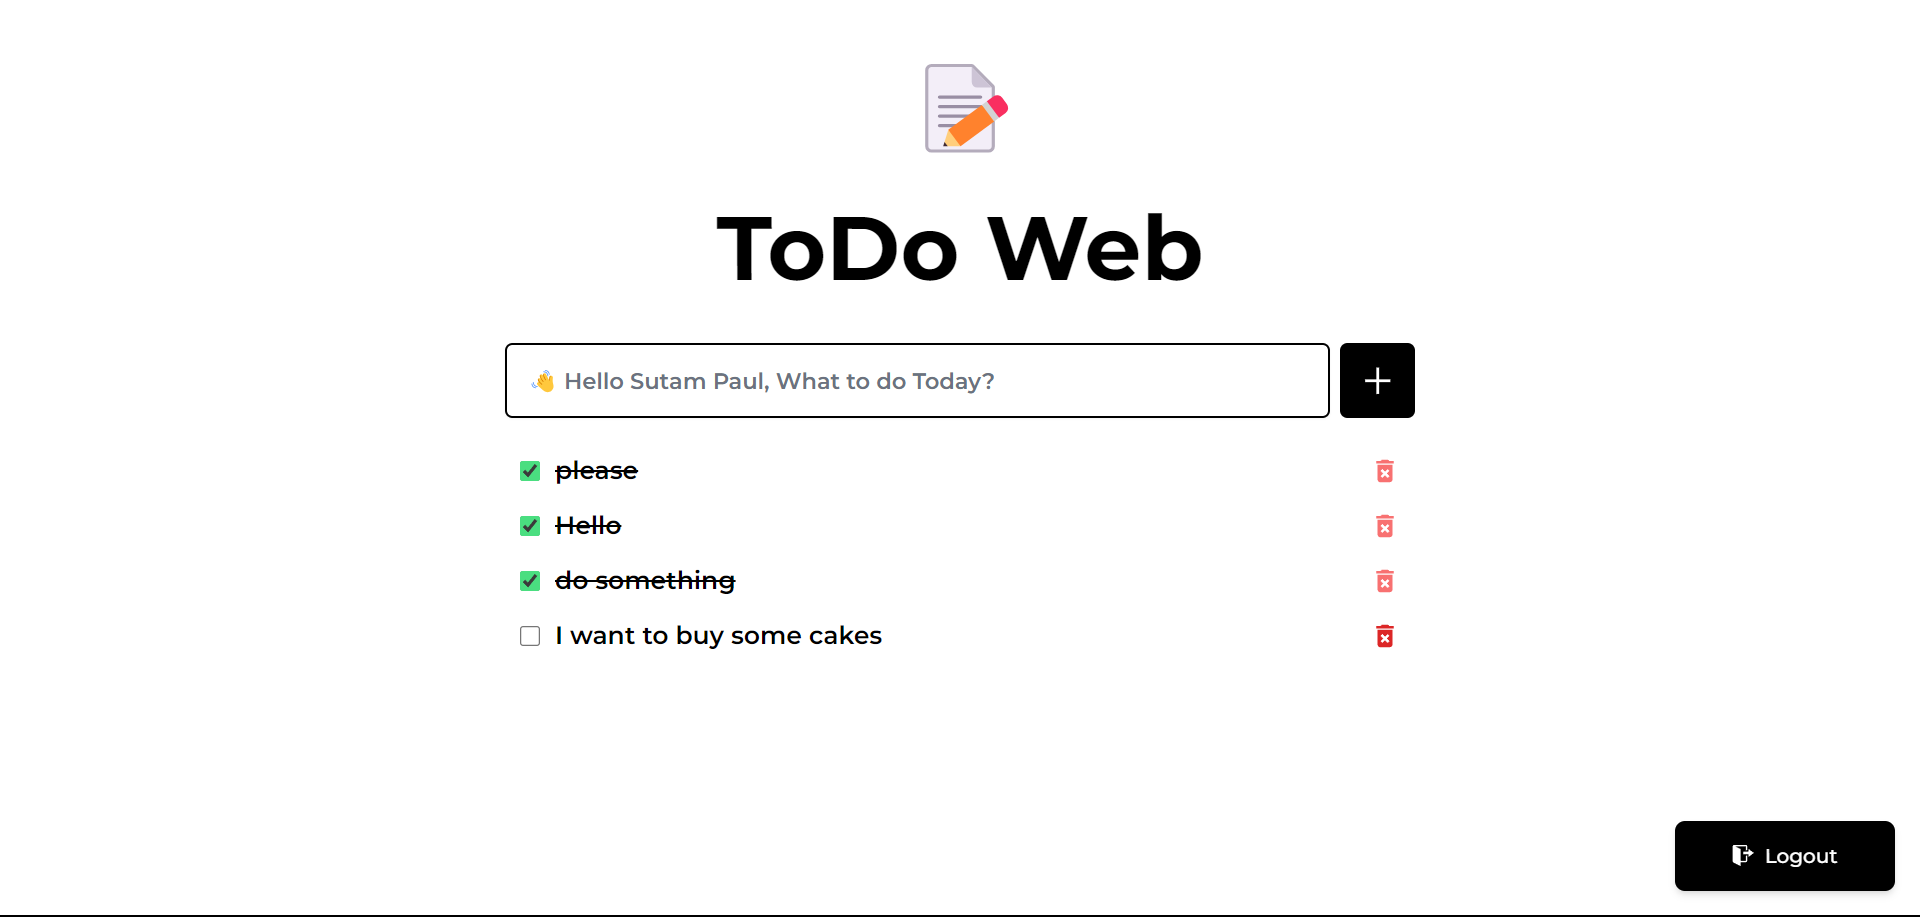 ToDo Web
👋 Hello Sutam Paul, What to do Today?
please
Hello
do something
I want to buy some cakes
Logout